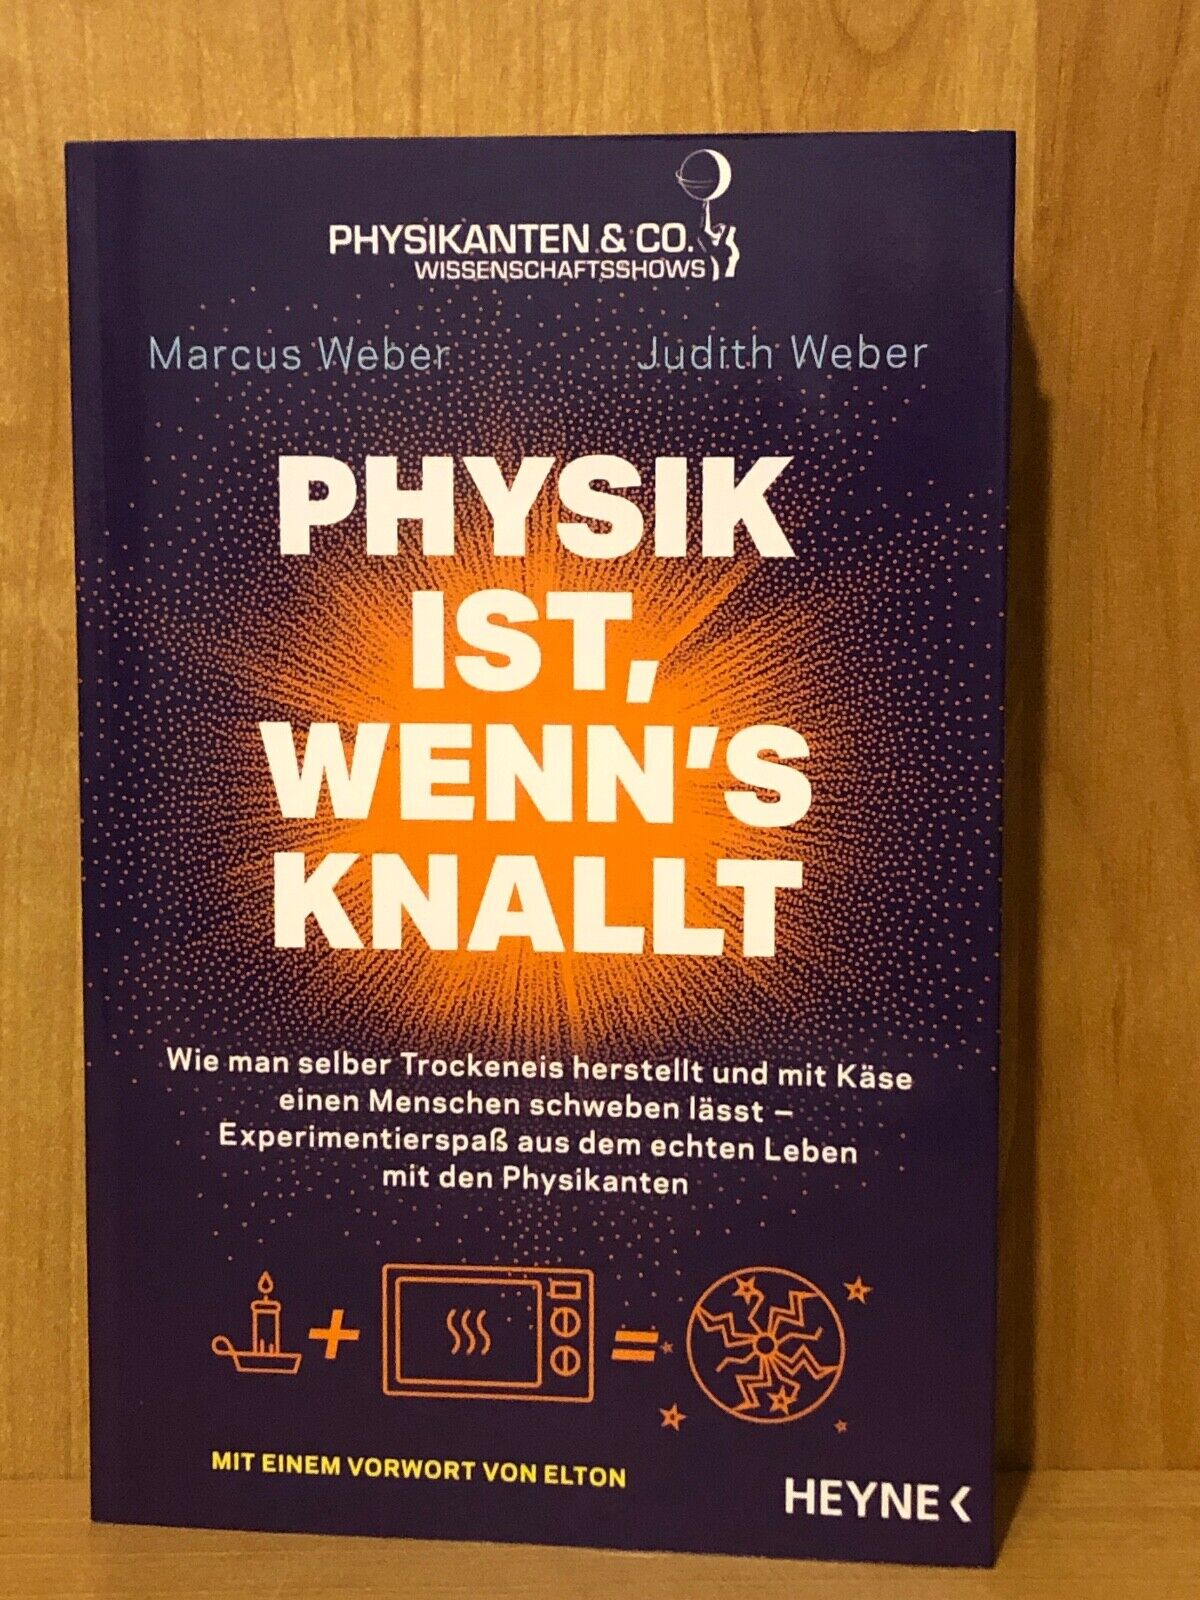 PHYSIKANTEN & CO.
WISSENSCHAFTSSHOWS
Marcus Weber
Judith Weber
PHYSIK
IST,
WENN'S
KNALLT
Wie man selber Trockeneis herstellt und mit Käse
einen Menschen schweben lässt –
Experimentierspaß aus dem echten Leben
mit den Physikanten
+
=
MIT EINEM VORWORT VON ELTON
HEYNE <